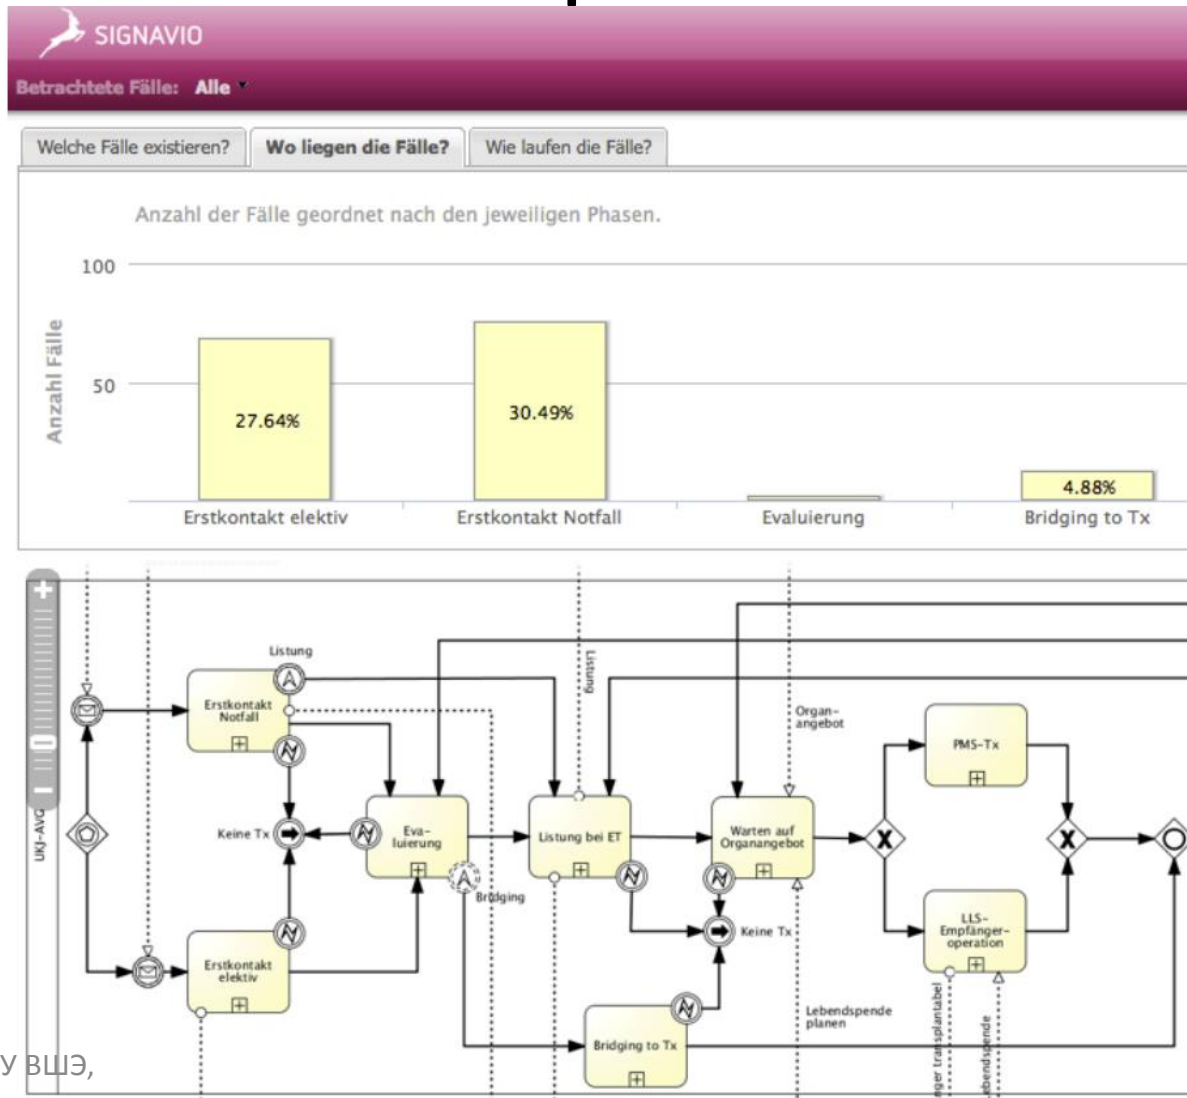 SIGNAVIO
Betrachtete Fälle: Alle
Welche Fälle existieren?
Wo liegen die Fälle?
Wie laufen die Fälle?
Anzahl der Fälle geordnet nach den jeweiligen Phasen.
Anzahl Fälle
100
50
27.64%
30.49%
4.88%
Erstkontakt elektiv
Erstkontakt Notfall
Evaluierung
Bridging to Tx
UKJ-AVG
Listung
Erstkontakt
Notfall
Listung
Organ-
angebot
PMS-Tx
Keine Tx
Eva-
luierung
Listung bei ET
Warten auf
Organangebot
Bridging
Keine Tx
LLS-
Empfänger-
operation
Erstkontakt
elektiv
Lebendspende
planen
Bridging to Tx
nger transplantabel
ebendspende
У ВШЭ,